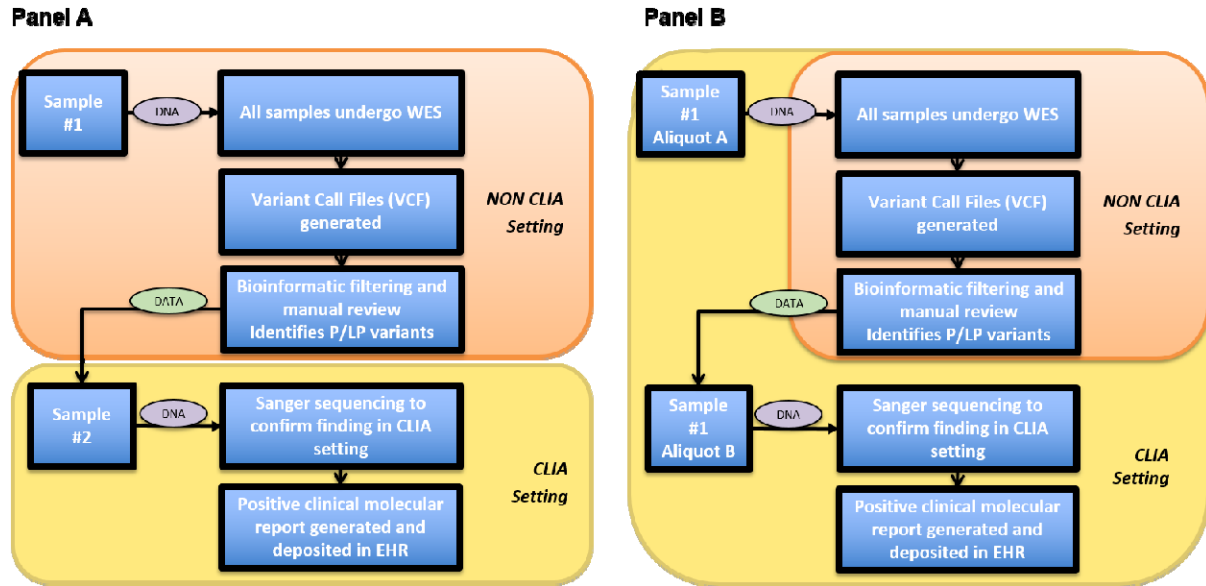 Panel A
Sample
#1
DNA
All samples undergo WES
Variant Call Files (VCF)
generated
NON CLIA
Setting
Bioinformatic filtering and
manual review
Identifies P/LP variants
DATA
Sample
#2
DNA
Sanger sequencing to
confirm finding in CLIA
setting
CLIA
Setting
Positive clinical molecular
report generated and
deposited in EHR
Panel B
Sample
#1
Aliquot A
DNA
All samples undergo WES
Variant Call Files (VCF)
generated
NON CLIA
Setting
Bioinformatic filtering and
manual review
Identifies P/LP variants
DATA
Sample
#1
Aliquot B
DNA
Sanger sequencing to
confirm finding in CLIA
setting
CLIA
Setting
Positive clinical molecular
report generated and
deposited in EHR